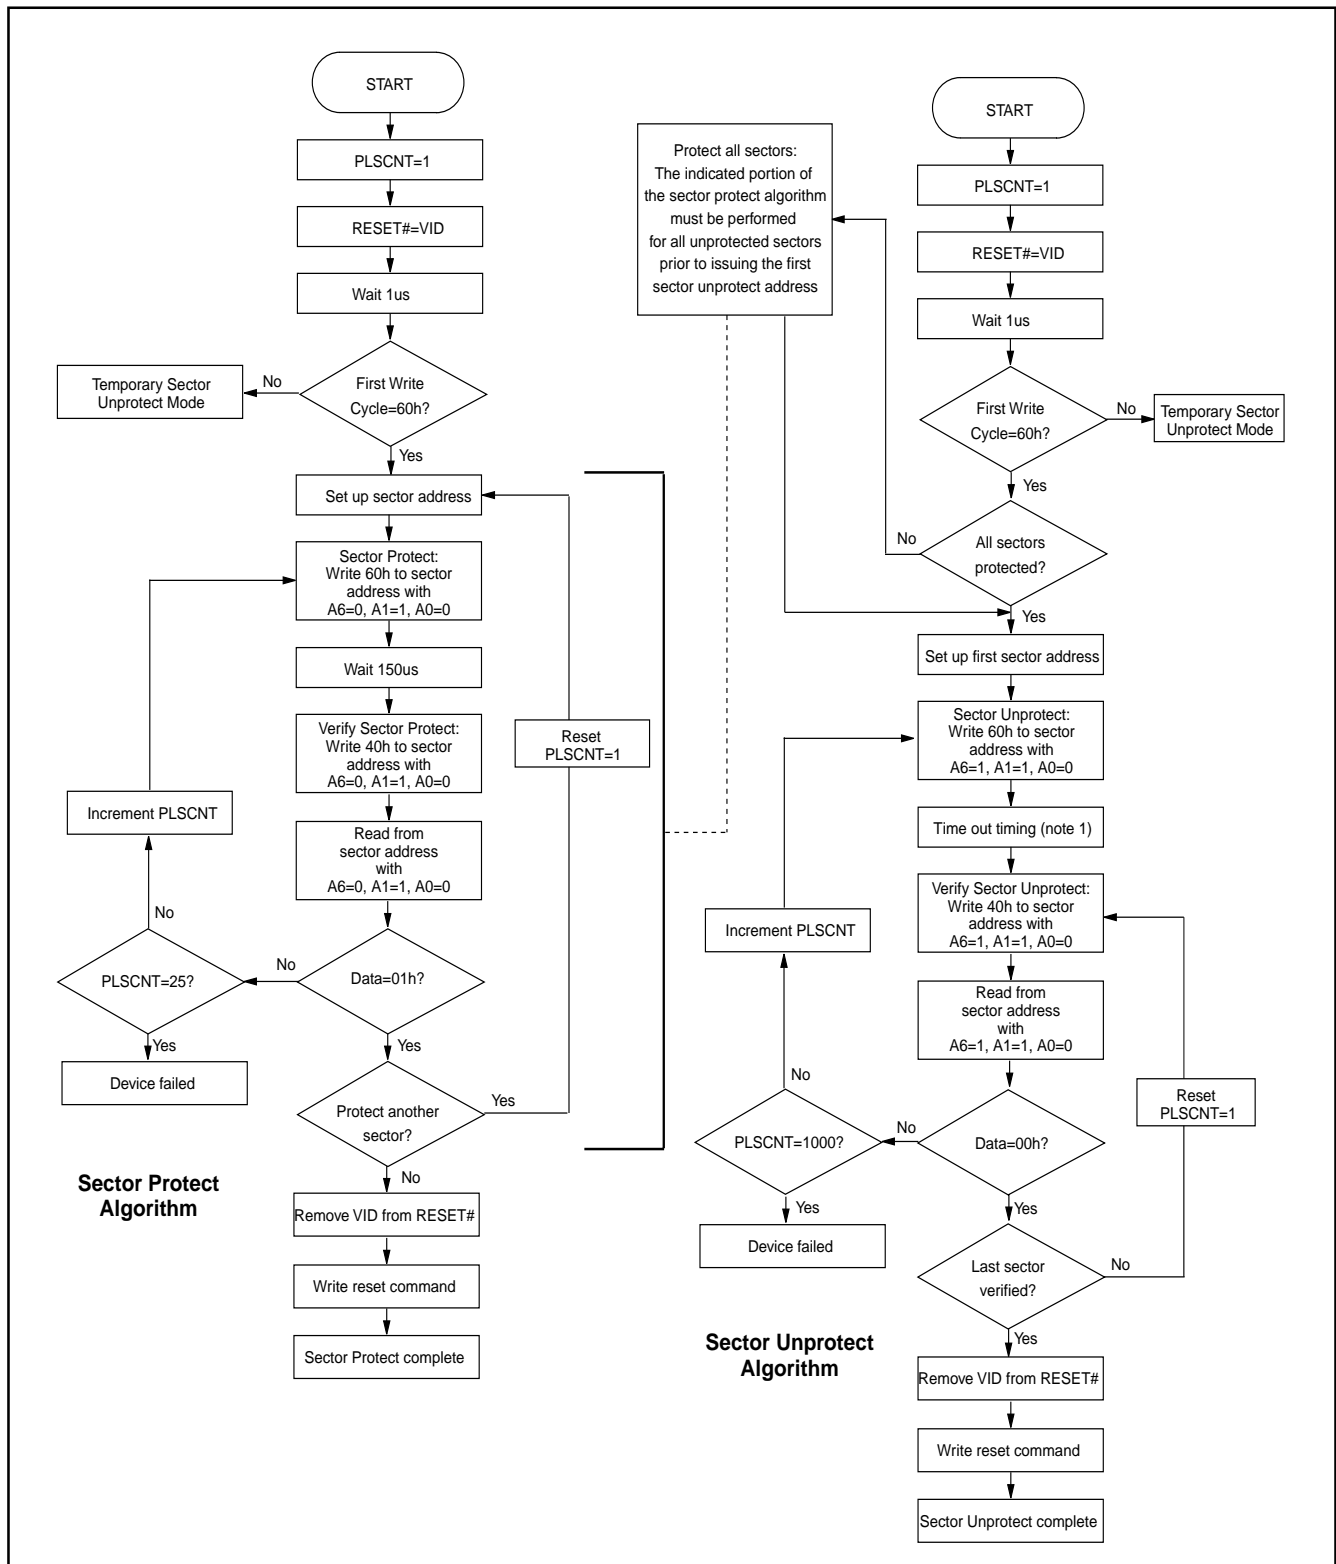 START
PLSCNT=1
RESET#=VID
Wait 1us
First Write
Cycle=60h?
No
Temporary Sector
Unprotect Mode
Yes
Set up sector address
Sector Protect:
Write 60h to sector
address with
A6=0, A1=1, A0=0
Wait 150us
Verify Sector Protect:
Write 40h to sector
address with
A6=0, A1=1, A0=0
Reset
PLSCNT=1
Increment PLSCNT
Read from
sector address
with
A6=0, A1=1, A0=0
No
PLSCNT=25?
No
Data=01h?
Yes
Device failed
Yes
Protect another
sector?
Yes
No
Sector Protect
Algorithm
Remove VID from RESET#
Write reset command
Sector Protect complete
Protect all sectors:
The indicated portion of
the sector protect algorithm
must be performed
for all unprotected sectors
prior to issuing the first
sector unprotect address
START
PLSCNT=1
RESET#=VID
Wait 1us
First Write
Cycle=60h?
No
Temporary Sector
Unprotect Mode
Yes
No
All sectors
protected?
Yes
Set up first sector address
Sector Unprotect:
Write 60h to sector
address with
A6=1, A1=1, A0=0
Time out timing (note 1)
Verify Sector Unprotect:
Write 40h to sector
address with
A6=1, A1=1, A0=0
Increment PLSCNT
Read from
sector address
with
A6=1, A1=1, A0=0
No
Reset
PLSCNT=1
PLSCNT=1000?
No
Data=00h?
Yes
Device failed
Yes
Last sector
verified?
No
Yes
Sector Unprotect
Algorithm
Remove VID from RESET#
Write reset command
Sector Unprotect complete